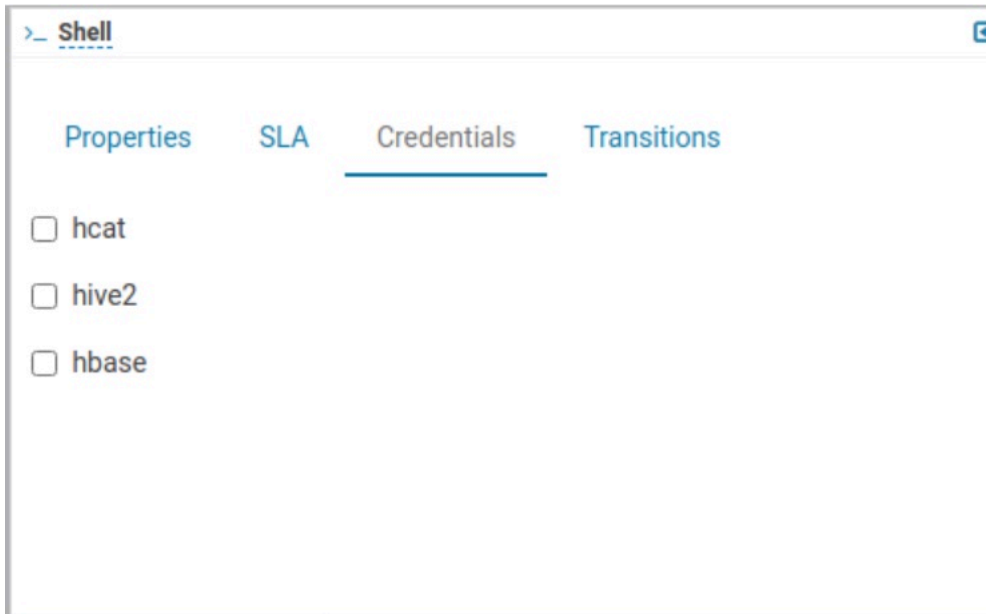 >_ Shell
Properties SLA Credentials Transitions
hcat
hive2
hbase